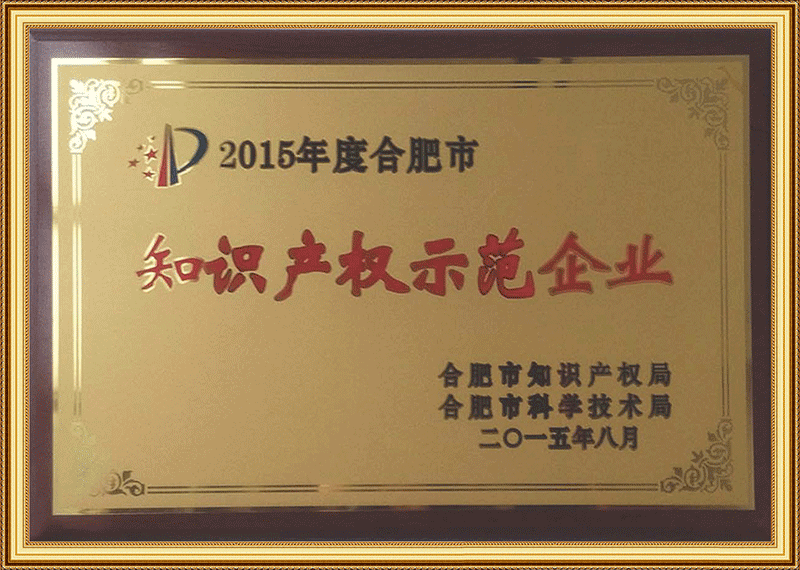 2015年度合肥市
知识产权示范企业
合肥市知识产权局
合肥市科学技术局
二〇一五年八月